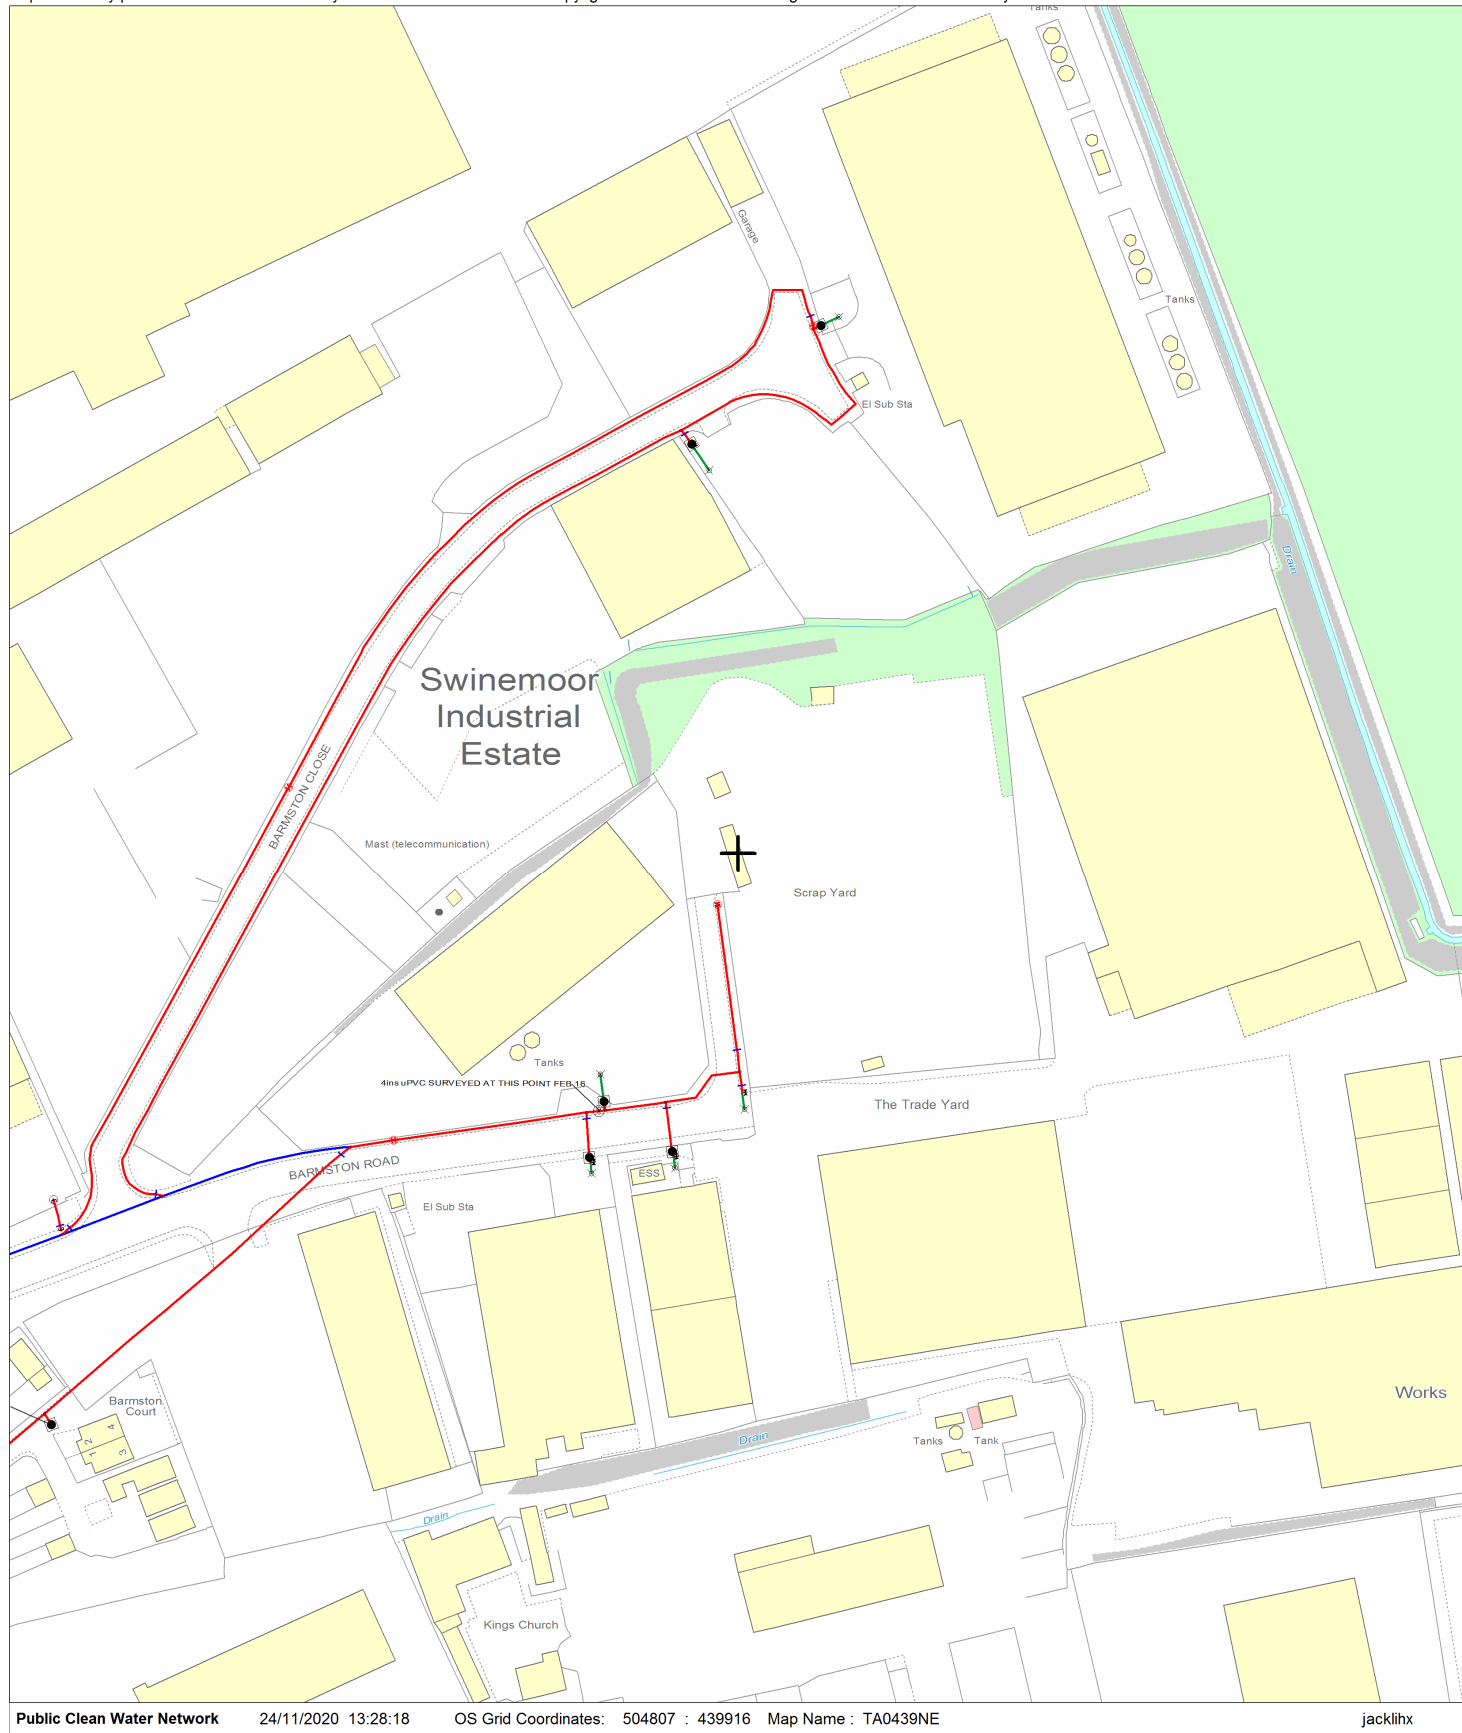 Tanks
Garage
Tanks
El Sub Sta
Drain
Swinemoor
Industrial
Estate
BARMSTON CLOSE
Mast (telecommunication)
Scrap Yard
Tanks
4ins uPVC SURVEYED AT THIS POINT FEB 16
The Trade Yard
BARMSTON ROAD
ESS
El Sub Sta
Barmston
Court
Works
1
2
3
4
Drain
Tanks
Tank
Drain
Kings Church
Public Clean Water Network 24/11/2020 13:28:18 OS Grid Coordinates: 504807 : 439916 Map Name : TA0439NE jacklihx